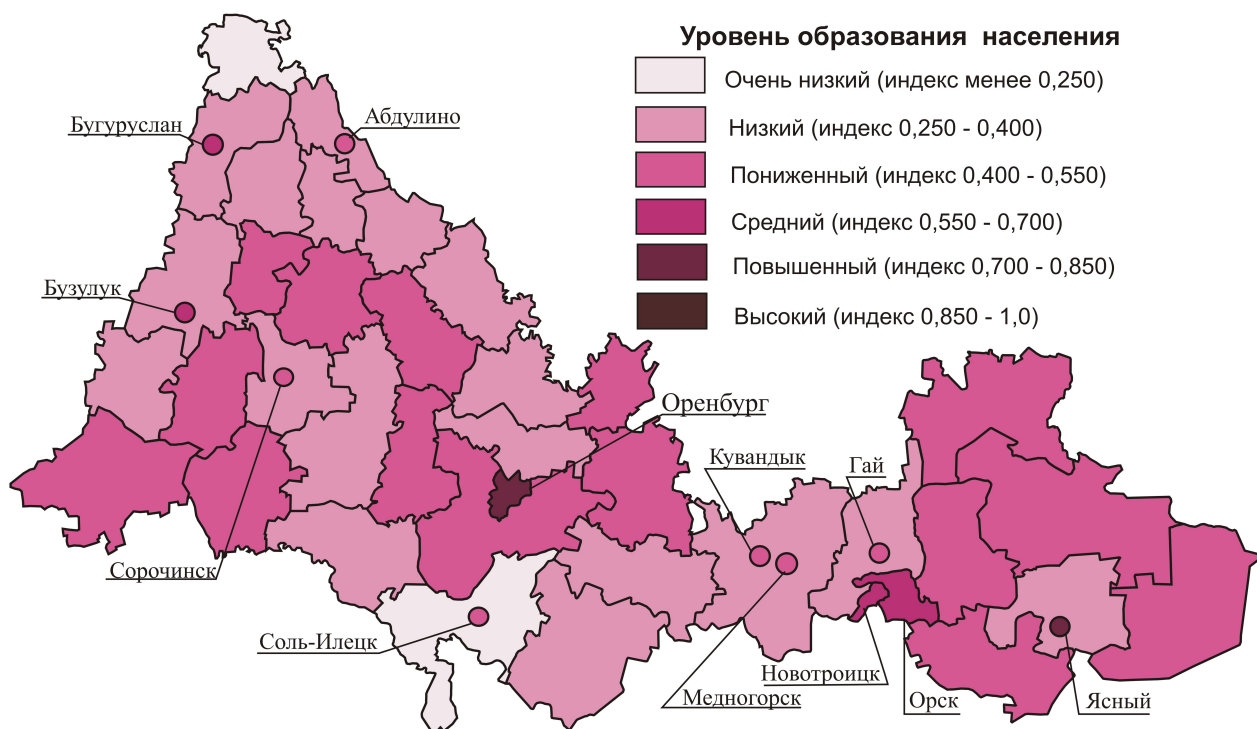 Уровень образования населения
Очень низкий (индекс менее 0,250)
Низкий (индекс 0,250 - 0,400)
Пониженный (индекс 0,400 - 0,550)
Средний (индекс 0,550 - 0,700)
Повышенный (индекс 0,700 - 0,850)
Высокий (индекс 0,850 - 1,0)
Бугуруслан
Абдулино
Бузулук
Оренбург
Кувандык
Гай
Сорочинск
Соль-Илецк
Новотроицк
Медногорск
Орск
Ясный